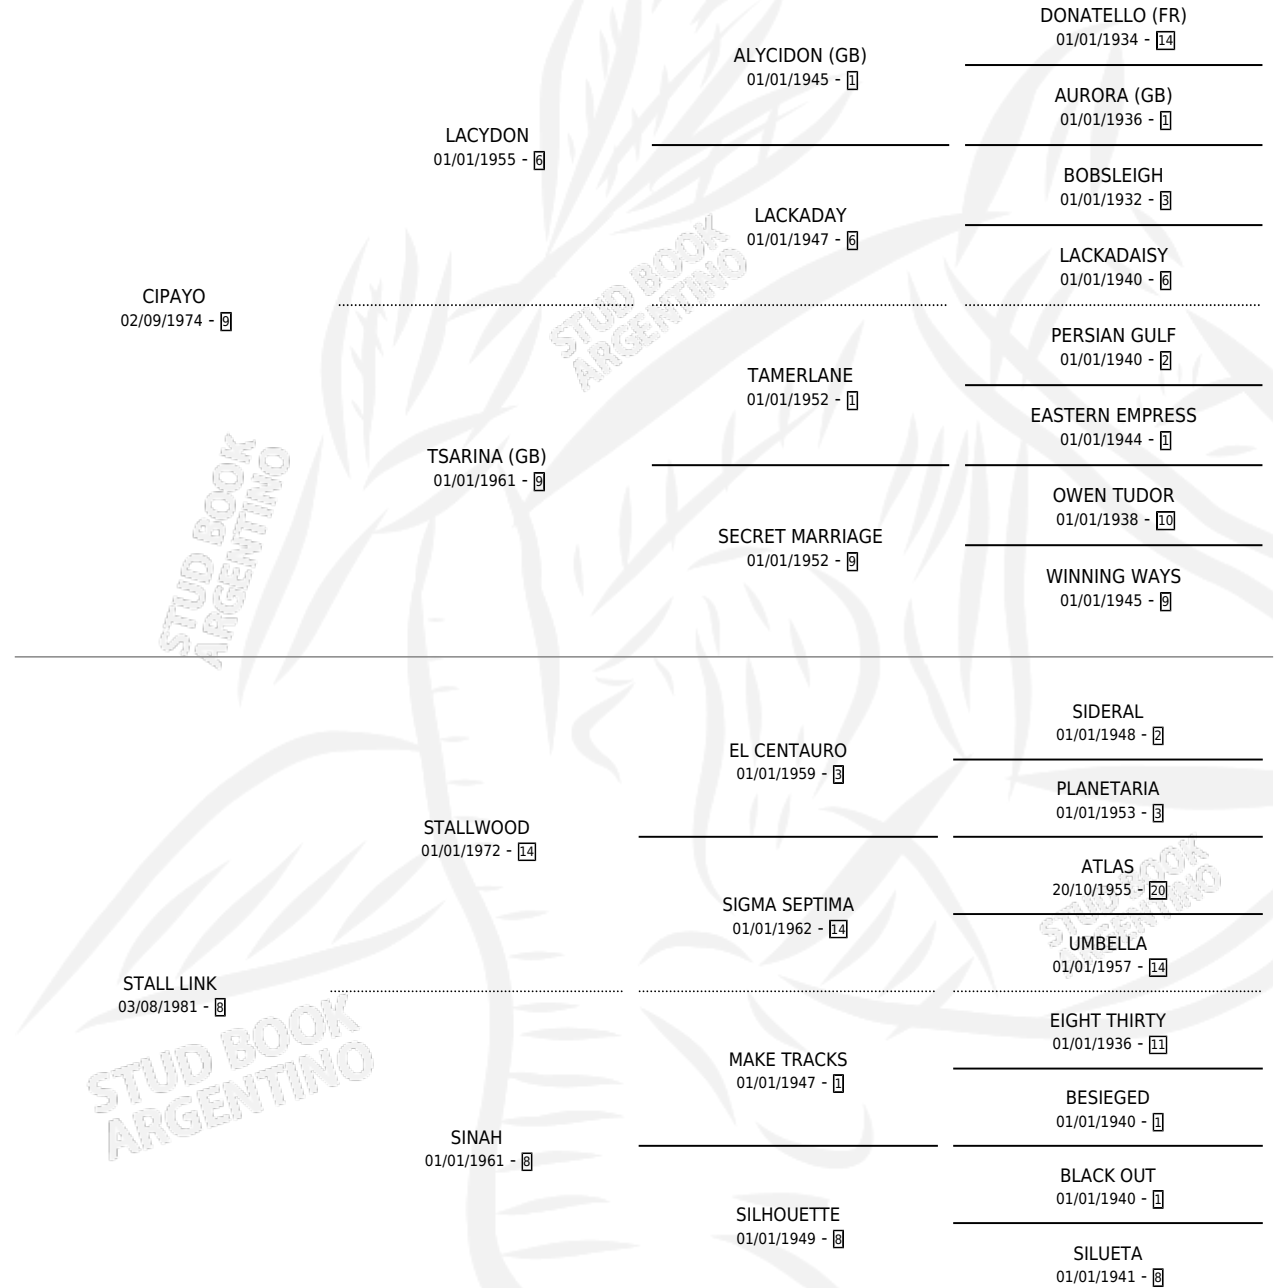 DONATELLO (FR)
01/01/1934 - 14
ALYCIDON (GB)
01/01/1945 - 1
AURORA (GB)
01/01/1936 - 1
LACYDON
01/01/1955 - 6
BOBSLEIGH
01/01/1932 - 3
LACKADAY
01/01/1947 - 6
LACKADAISY
01/01/1940 - 6
CIPAYO
02/09/1974 - 9
PERSIAN GULF
01/01/1940 - 2
TAMERLANE
01/01/1952 - 1
EASTERN EMPRESS
01/01/1944 - 1
TSARINA (GB)
01/01/1961 - 9
OWEN TUDOR
01/01/1938 - 10
SECRET MARRIAGE
01/01/1952 - 9
WINNING WAYS
01/01/1945 - 9
SIDERAL
01/01/1948 - 2
EL CENTAURO
01/01/1959 - 3
PLANETARIA
01/01/1953 - 3
STALLWOOD
01/01/1972 - 14
ATLAS
20/10/1955 - 20
SIGMA SEPTIMA
01/01/1962 - 14
UMBELLA
01/01/1957 - 14
STALL LINK
03/08/1981 - 8
EIGHT THIRTY
01/01/1936 - 11
MAKE TRACKS
01/01/1947 - 1
BESIEGED
01/01/1940 - 1
SINAH
01/01/1961 - 8
BLACK OUT
01/01/1940 - 1
SILHOUETTE
01/01/1949 - 8
SILUETA
01/01/1941 - 8
STUD BOOK
ARGENTINO
STUD BOOK
ARGENTINO
STUD BOOK
ARGENTINO
STUD BOOK
ARGENTINO